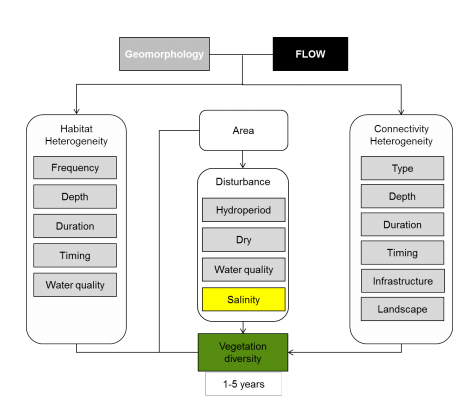 Geomorphology
FLOW
Habitat
Heterogeneity
Frequency
Depth
Duration
Timing
Water quality
Area
Disturbance
Hydroperiod
Dry
Water quality
Salinity
Vegetation
diversity
1-5 years
Connectivity
Heterogeneity
Type
Depth
Duration
Timing
Infrastructure
Landscape